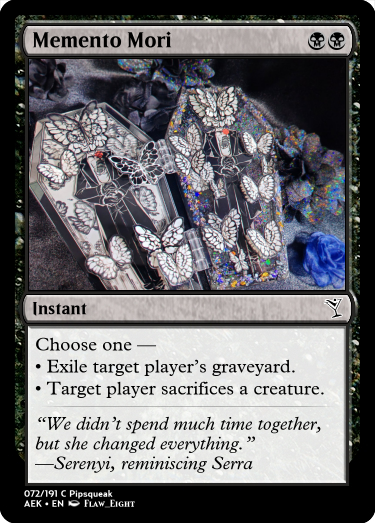 Memento Mori
Instant
Choose one —
• Exile target player's graveyard.
• Target player sacrifices a creature.
“We didn't spend much time together,
but she changed everything.”
—Serenyi, reminiscing Serra
072/191 C Pipsqueak
AEK • EN Flaw_Eight